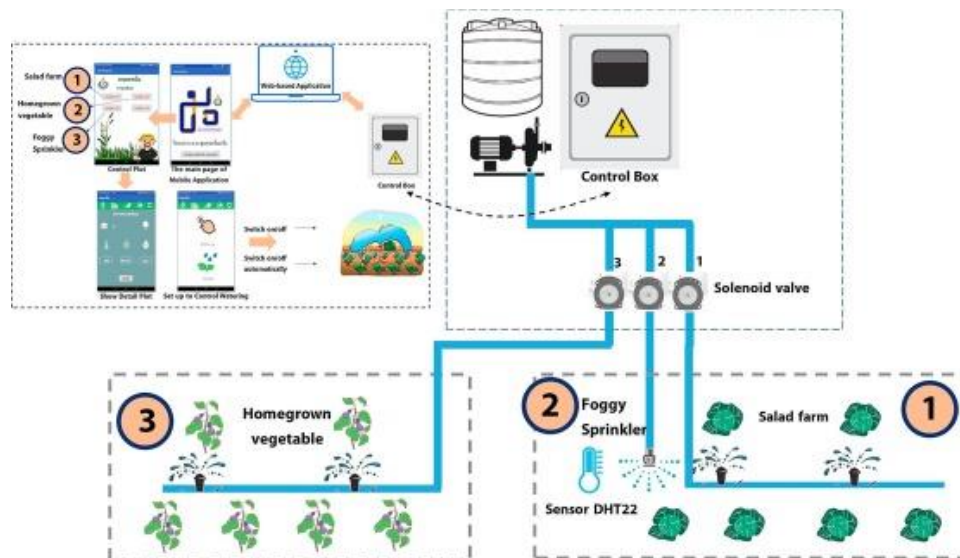 Salad farm
1
Homegrown
vegetable
2
Foggy
Sprinkler
3
Control Plot
The main page of
Mobile Application
Web-based Application
Control Box
Show Detail Plot
Set up to Control Watering
Switch on/off
Switch on/off
automatically
Control Box
3
2
1
Solenoid valve
3
Homegrown
vegetable
2
Foggy
Sprinkler
Sensor DHT22
Salad farm
1